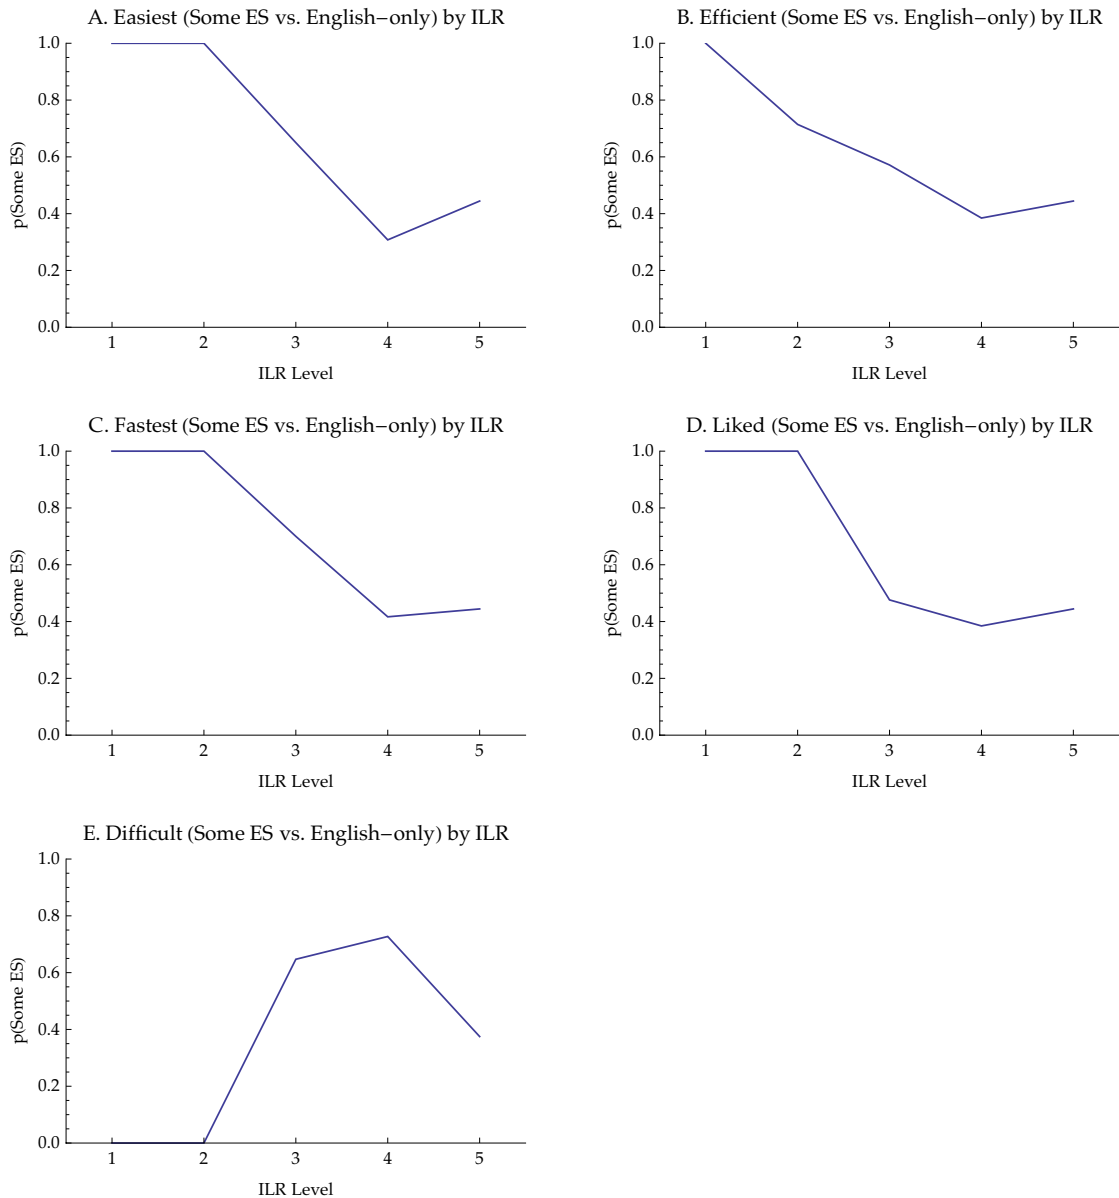 A. Easiest (Some ES vs. English−only) by ILR
1.0
0.8
0.6
0.4
0.2
0.0
p(Some ES)
1 2 3 4 5
ILR Level
B. Efficient (Some ES vs. English−only) by ILR
1.0
0.8
0.6
0.4
0.2
0.0
p(Some ES)
1 2 3 4 5
ILR Level
C. Fastest (Some ES vs. English−only) by ILR
1.0
0.8
0.6
0.4
0.2
0.0
p(Some ES)
1 2 3 4 5
ILR Level
D. Liked (Some ES vs. English−only) by ILR
1.0
0.8
0.6
0.4
0.2
0.0
p(Some ES)
1 2 3 4 5
ILR Level
E. Difficult (Some ES vs. English−only) by ILR
1.0
0.8
0.6
0.4
0.2
0.0
p(Some ES)
1 2 3 4 5
ILR Level